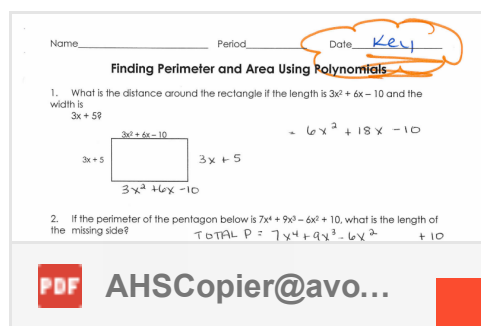 Name Period Date Key
Finding Perimeter and Area Using Polynomials
1. What is the distance around the rectangle if the length is 3x² + 6x – 10 and the
width is
3x + 5?
= 6x² + 18x - 10
3x² + 6x – 10
3x + 5 3x + 5
3x² + 6x - 10
2. If the perimeter of the pentagon below is 7x⁴ + 9x³ – 6x² + 10, what is the length of
the missing side?
TOTAL P = 7x⁴ + 9x³ - 6x² + 10
PDF AHSCopier@avo...